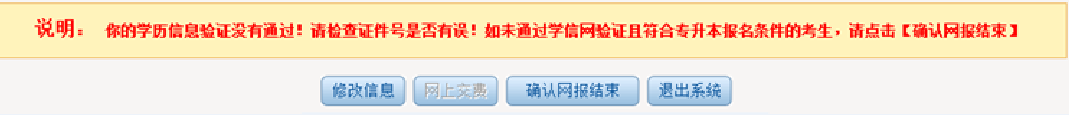 说明： 你的学历信息验证没有通过！请检查证件号是否有误！如未通过学信网验证且符合专升本报名条件的考生，请点击【确认网报结束】
修改信息 网上交费 确认网报结束 退出系统